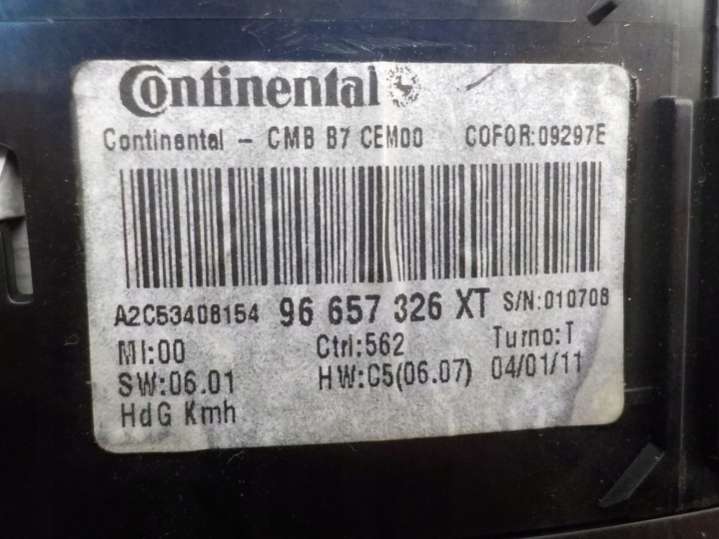 Continental
Continental - CMB B7 CEM00 COFOR:09297E
A2C53408154 96 657 326 XT S/N:010708
MI:00 Ctrl:562 Turno:T
SW:06.01 HW:C5(06.07) 04/01/11
HdG Kmh